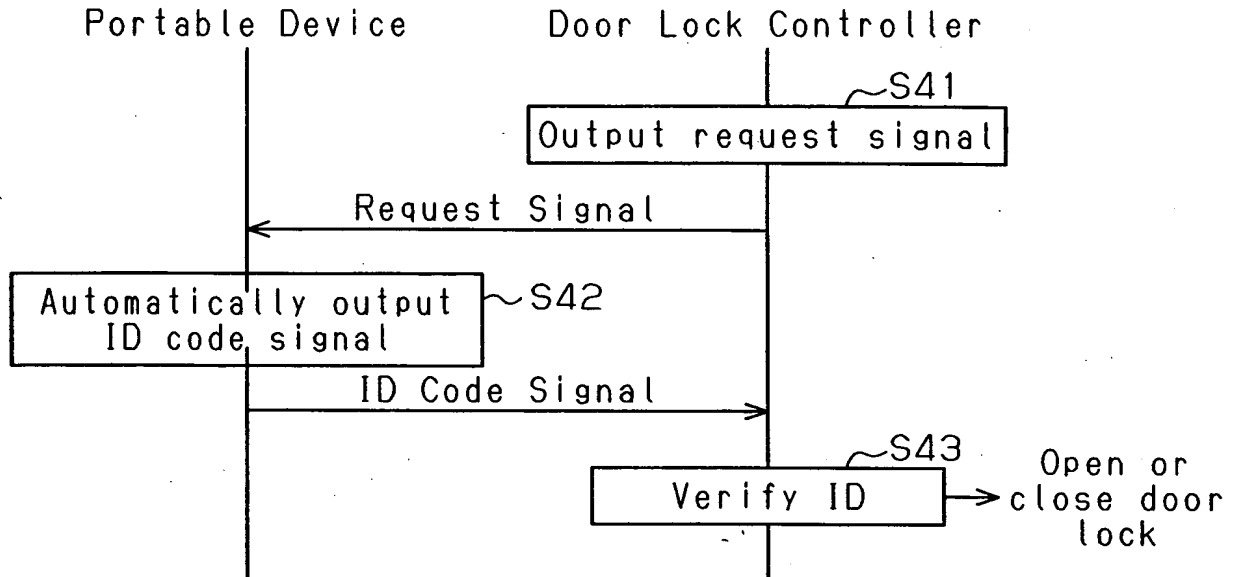 Portable Device
Door Lock Controller
S41
Output request signal
Request Signal
Automatically output
ID code signal
S42
ID Code Signal
S43
Verify ID
Open or
close door
lock